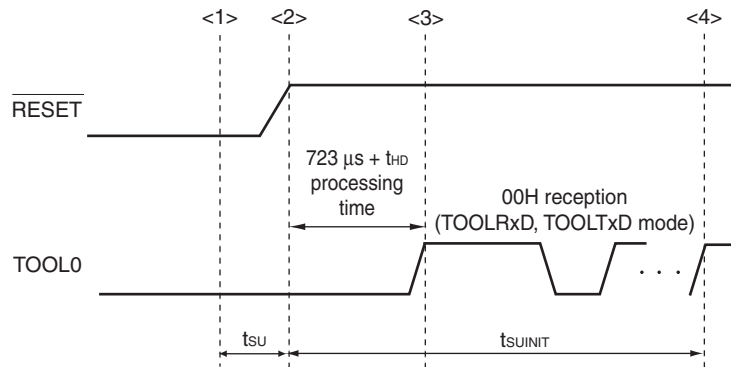 <1> <2> <3> <4>
RESET
723 μs + tHD
processing
time
00H reception
(TOOLRxD, TOOLTxD mode)
TOOL0
. . .
tSU
tSUINIT